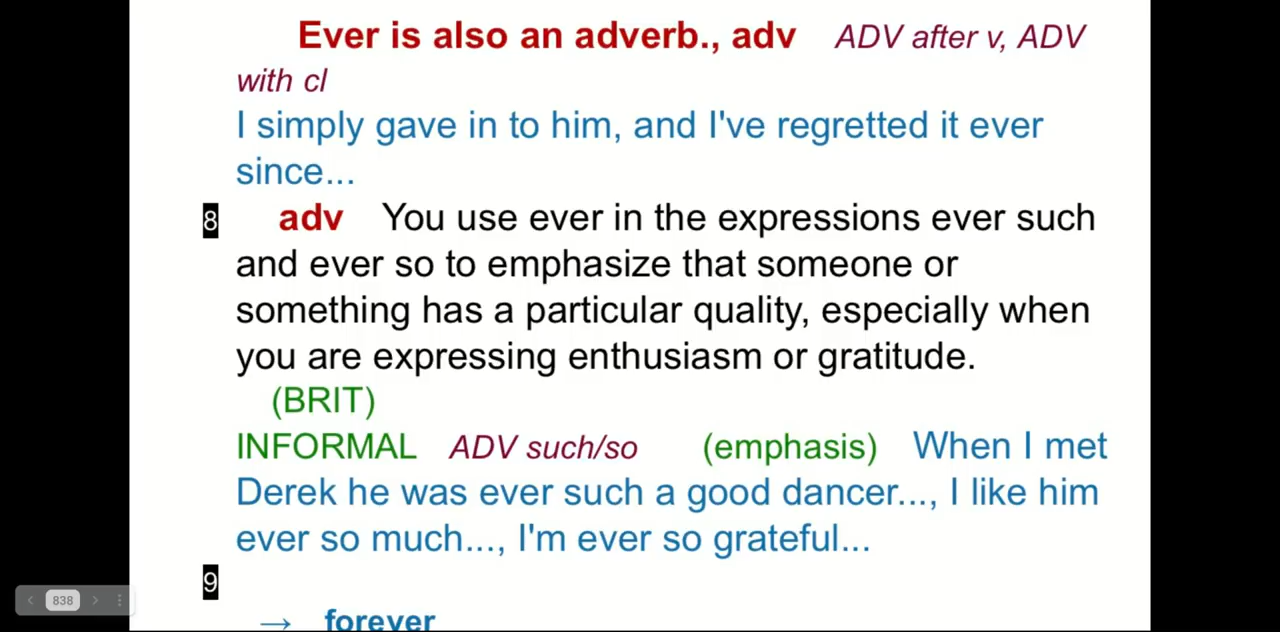 Ever is also an adverb., adv ADV after v, ADV
with cl
I simply gave in to him, and I've regretted it ever
since...
8 adv You use ever in the expressions ever such
and ever so to emphasize that someone or
something has a particular quality, especially when
you are expressing enthusiasm or gratitude.
(BRIT)
INFORMAL ADV such/so (emphasis) When I met
Derek he was ever such a good dancer..., I like him
ever so much..., I'm ever so grateful...
9
< 838 > ⋮
→ forever